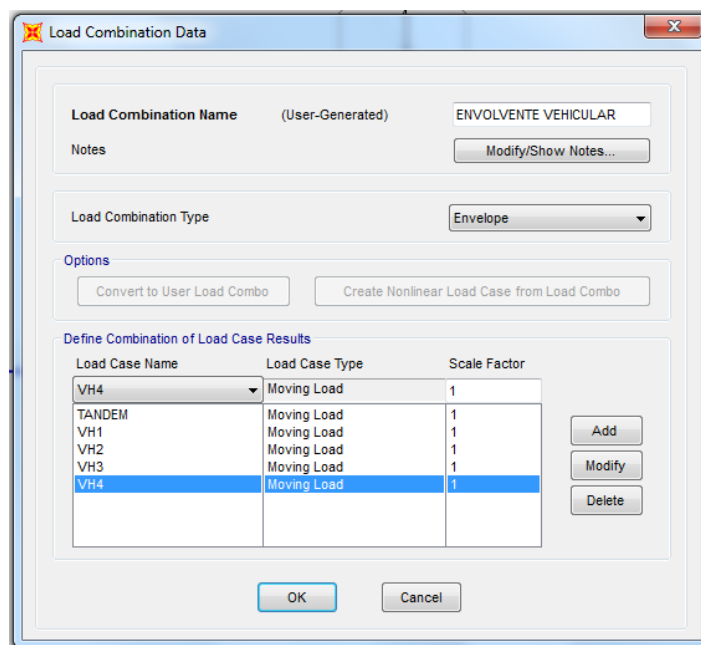 Load Combination Data
Load Combination Name (User-Generated) ENVOLVENTE VEHICULAR
Notes Modify/Show Notes...
Load Combination Type Envelope
Options
Convert to User Load Combo Create Nonlinear Load Case from Load Combo
Define Combination of Load Case Results
Load Case Name Load Case Type Scale Factor
VH4 Moving Load 1
TANDEM Moving Load 1
VH1 Moving Load 1
VH2 Moving Load 1
VH3 Moving Load 1
VH4 Moving Load 1
Add
Modify
Delete
OK Cancel